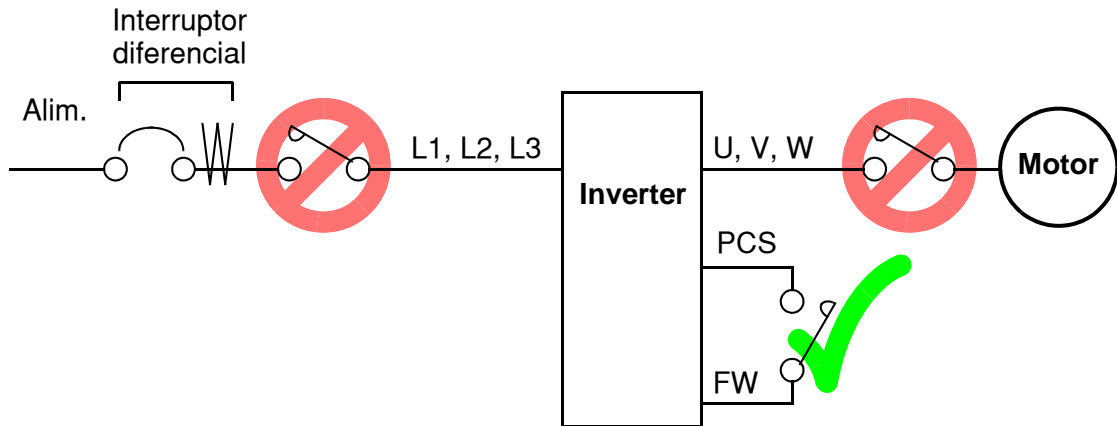 Interruptor
diferencial
Alim.
L1, L2, L3
Inverter
U, V, W
Motor
PCS
FW